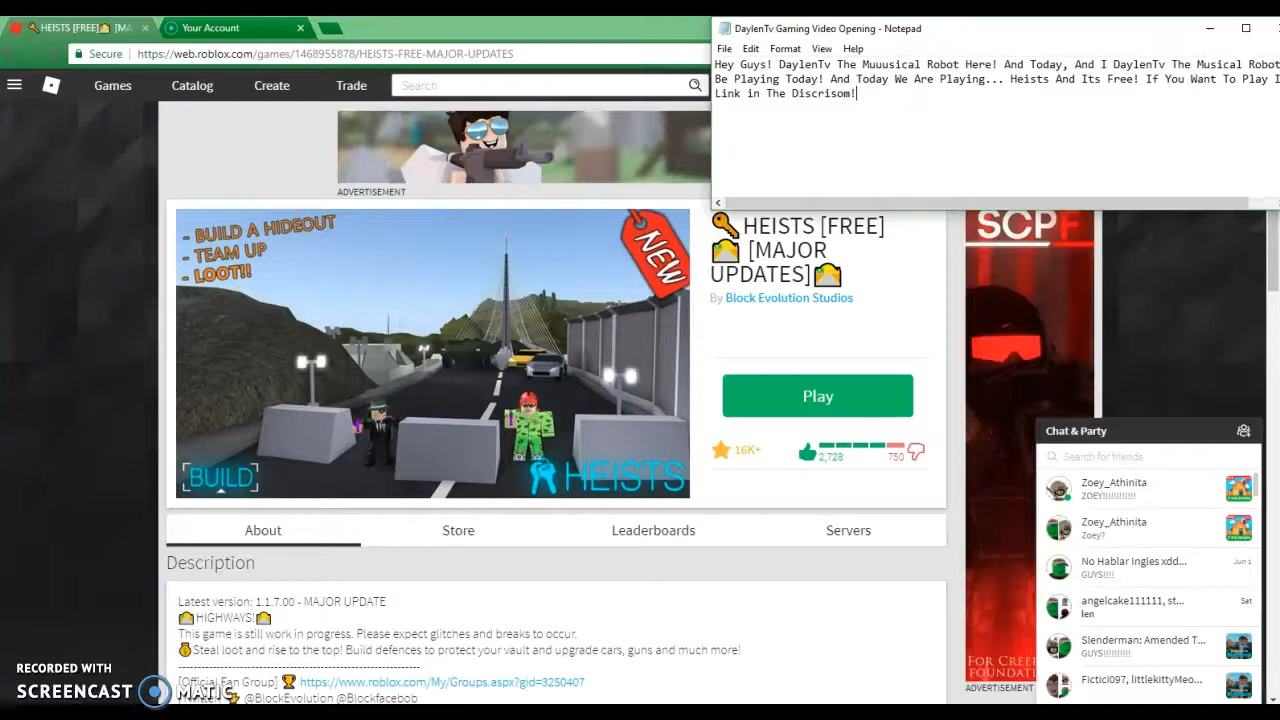 HEISTS [FREE] [MA
Your Account
DaylenTv Gaming Video Opening - Notepad
File Edit Format View Help
Secure https://web.roblox.com/games/1468955878/HEISTS-FREE-MAJOR-UPDATES
Hey Guys! DaylenTv The Muuusical Robot Here! And Today, And I DaylenTv The Musical Robot
Be Playing Today! And Today We Are Playing... Heists And Its Free! If You Want To Play I
Link in The Discrisom!
Games Catalog Create Trade Search
ADVERTISEMENT
- BUILD A HIDEOUT
- TEAM UP
- LOOT!!
NEW
BUILD
HEISTS
HEISTS [FREE]
[MAJOR
UPDATES]
By Block Evolution Studios
Play
16K+
2,728
750
SCPF
FOUNDATION
ADVERTISEMENT
About Store Leaderboards Servers
Description
Latest version: 1.1.7.00 - MAJOR UPDATE
HIGHWAYS!
This game is still work in progress. Please expect glitches and breaks to occur.
Steal loot and rise to the top! Build defences to protect your vault and upgrade cars, guns and much more!
------------------------------------------------------------
[Official Fan Group] https://www.roblox.com/My/Groups.aspx?gid=3250407
@BlockEvolution @Blockfacebob
Chat & Party
Search for friends
Zoey_Athinita
ZOEY!!!!!!!!!!!!
Zoey_Athinita
Zoey?
No Hablar Ingles xdd... Jun 1
GUYS!!!!
angelcake111111, st... Sat
len
Slenderman: Amended T...
GUYS!!!!!!!!!!
Fictici097, littlekittyMeo...
RECORDED WITH
SCREENCAST MATIC